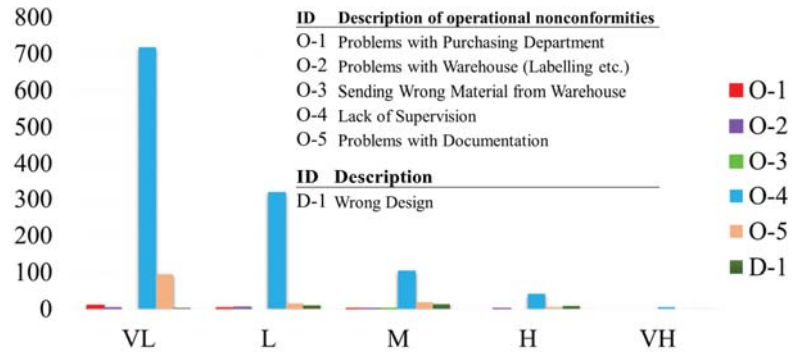 800
700
600
500
400
300
200
100
0
VL L M H VH
ID Description of operational nonconformities
O-1 Problems with Purchasing Department
O-2 Problems with Warehouse (Labelling etc.)
O-3 Sending Wrong Material from Warehouse
O-4 Lack of Supervision
O-5 Problems with Documentation
ID Description
D-1 Wrong Design
O-1
O-2
O-3
O-4
O-5
D-1